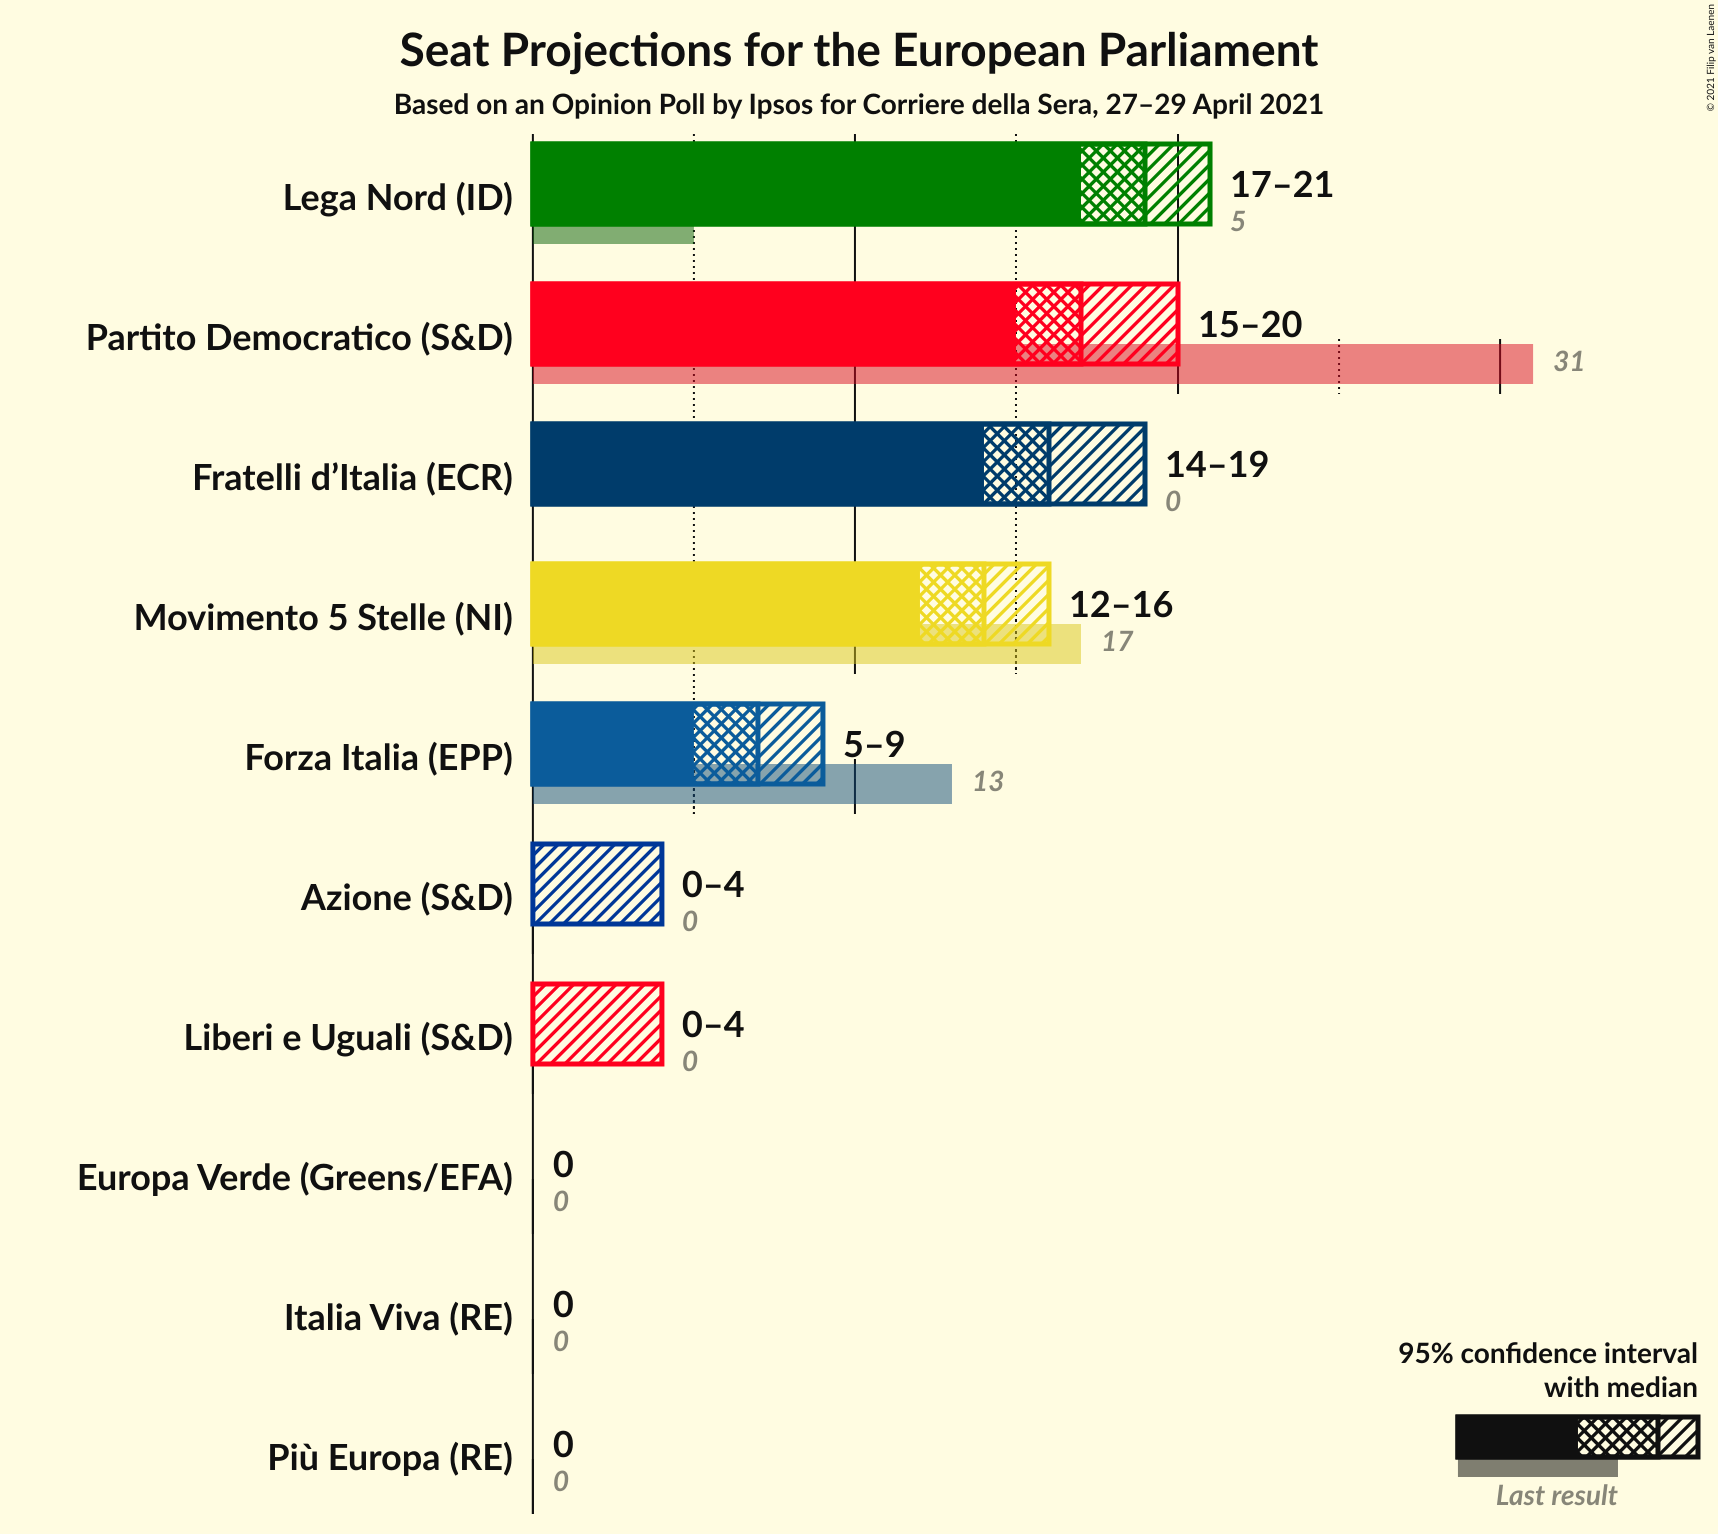 Seat Projections for the European Parliament
Based on an Opinion Poll by Ipsos for Corriere della Sera, 27–29 April 2021
© 2021 Filip van Laenen
Lega Nord (ID)
17–21
5
Partito Democratico (S&D)
15–20
31
Fratelli d’Italia (ECR)
14–19
0
Movimento 5 Stelle (NI)
12–16
17
Forza Italia (EPP)
5–9
13
Azione (S&D)
0–4
0
Liberi e Uguali (S&D)
0–4
0
Europa Verde (Greens/EFA)
0
0
Italia Viva (RE)
0
0
Più Europa (RE)
0
0
95% confidence interval
with median
Last result